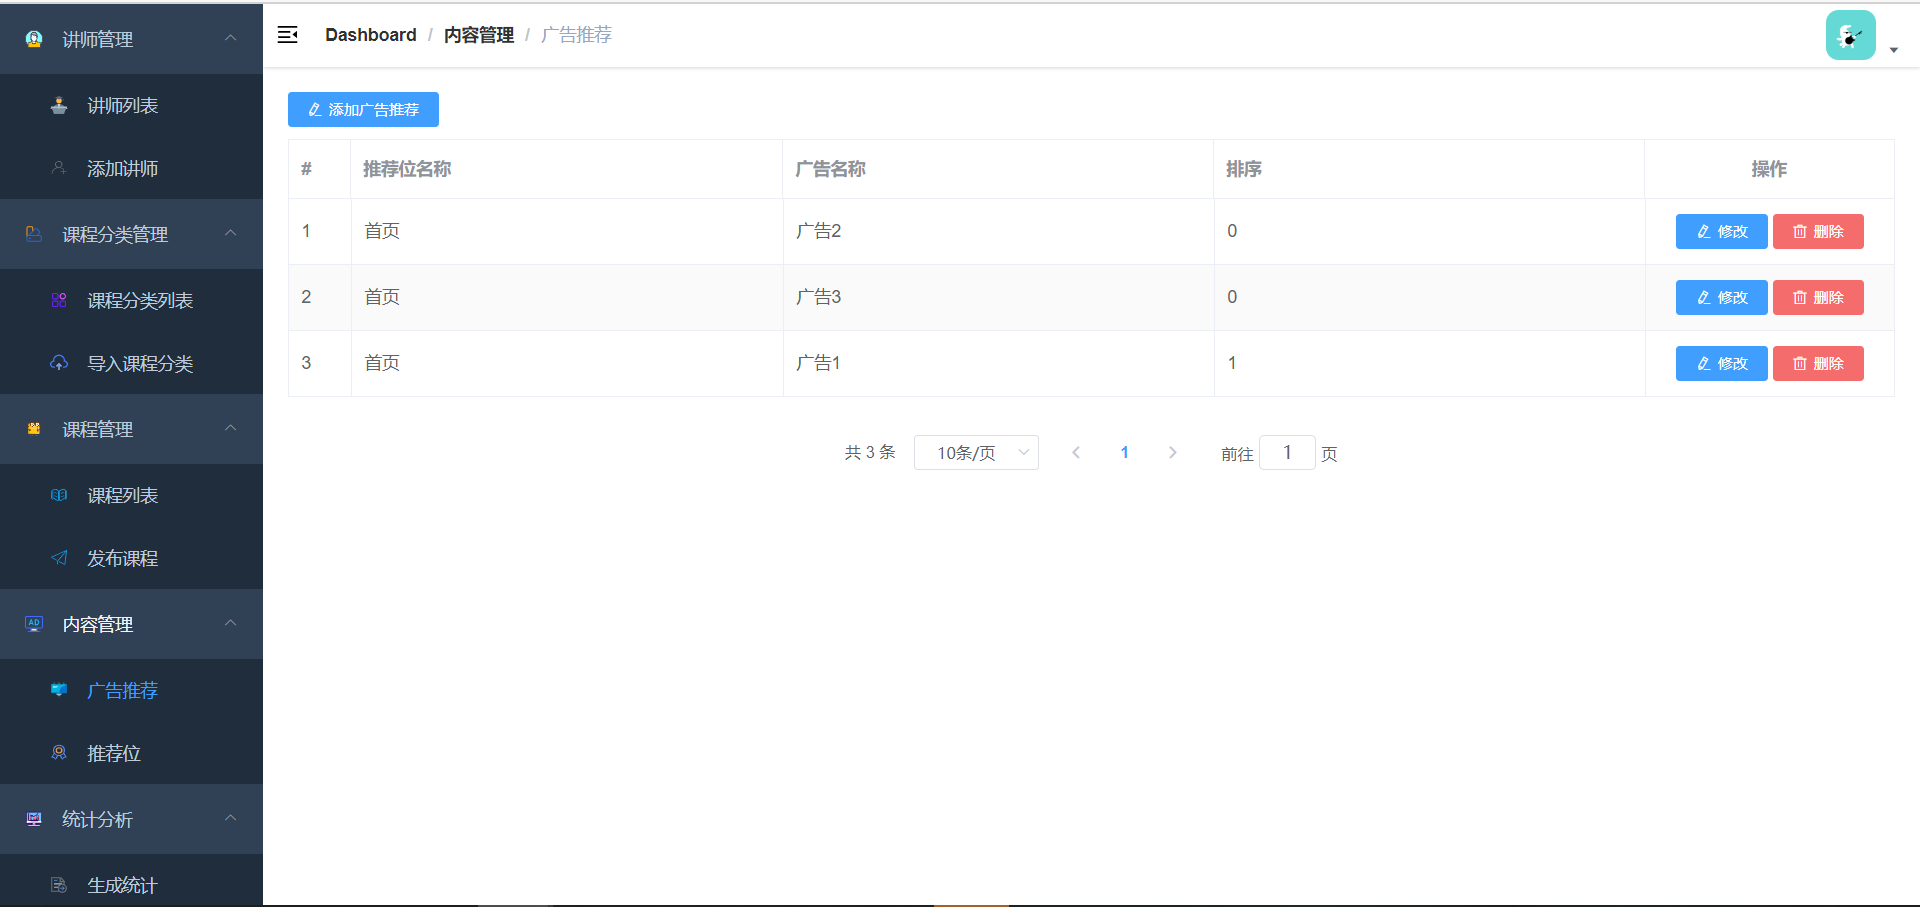 讲师管理
讲师列表
添加讲师
课程分类管理
课程分类列表
导入课程分类
课程管理
课程列表
发布课程
AD 内容管理
广告推荐
推荐位
统计分析
生成统计
Dashboard / 内容管理 / 广告推荐
添加广告推荐
# 推荐位名称 广告名称 排序 操作
1 首页 广告2 0 修改 删除
2 首页 广告3 0 修改 删除
3 首页 广告1 1 修改 删除
共 3 条 10条/页 1 前往 1 页